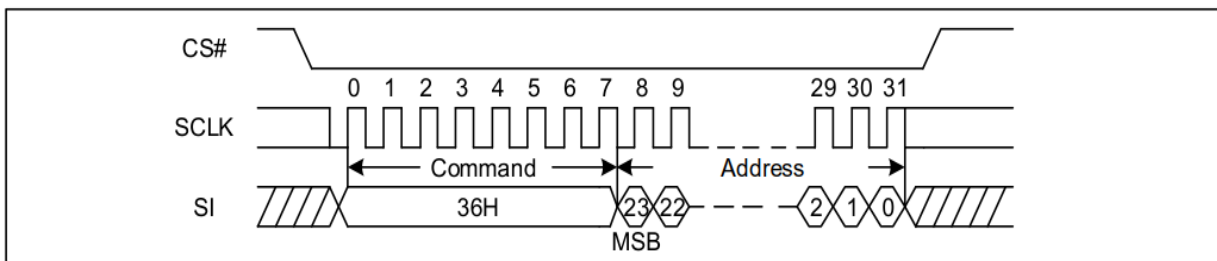 CS#
0 1 2 3 4 5 6 7 8 9 29 30 31
SCLK
Command Address
SI 36H 23 22 2 1 0
MSB